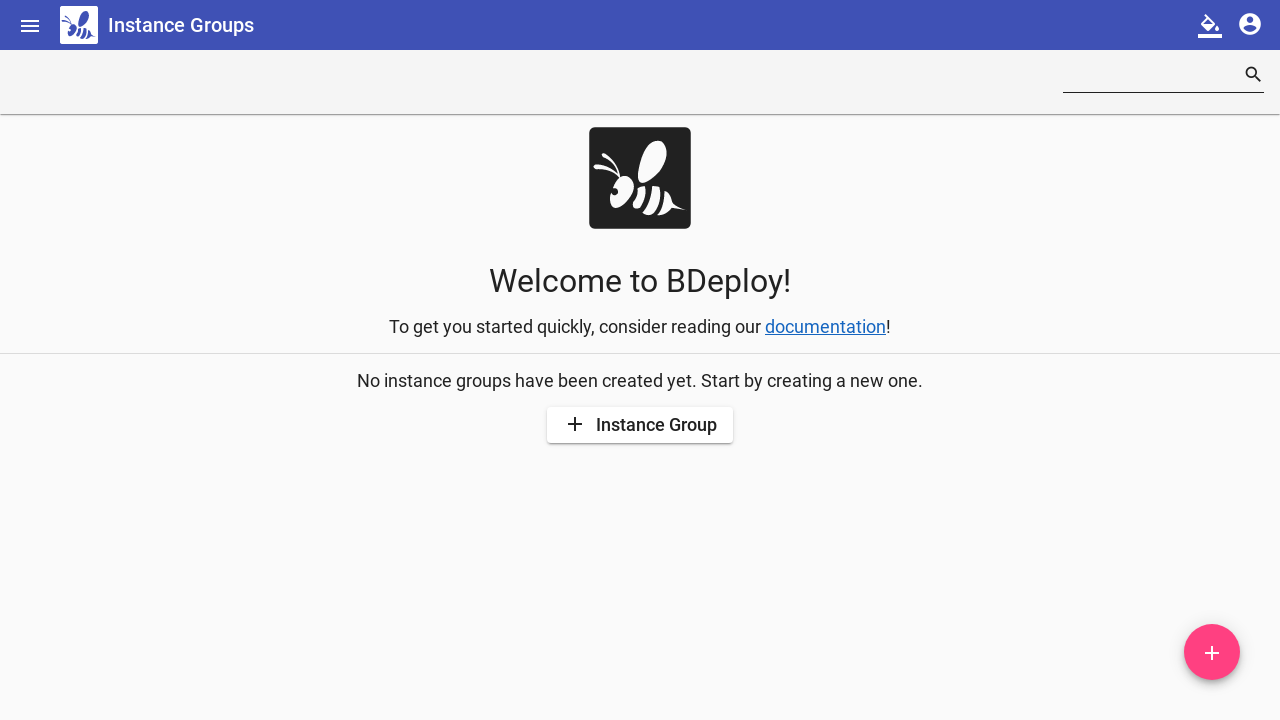 Instance Groups
Welcome to BDeploy!
To get you started quickly, consider reading our documentation!
No instance groups have been created yet. Start by creating a new one.
Instance Group